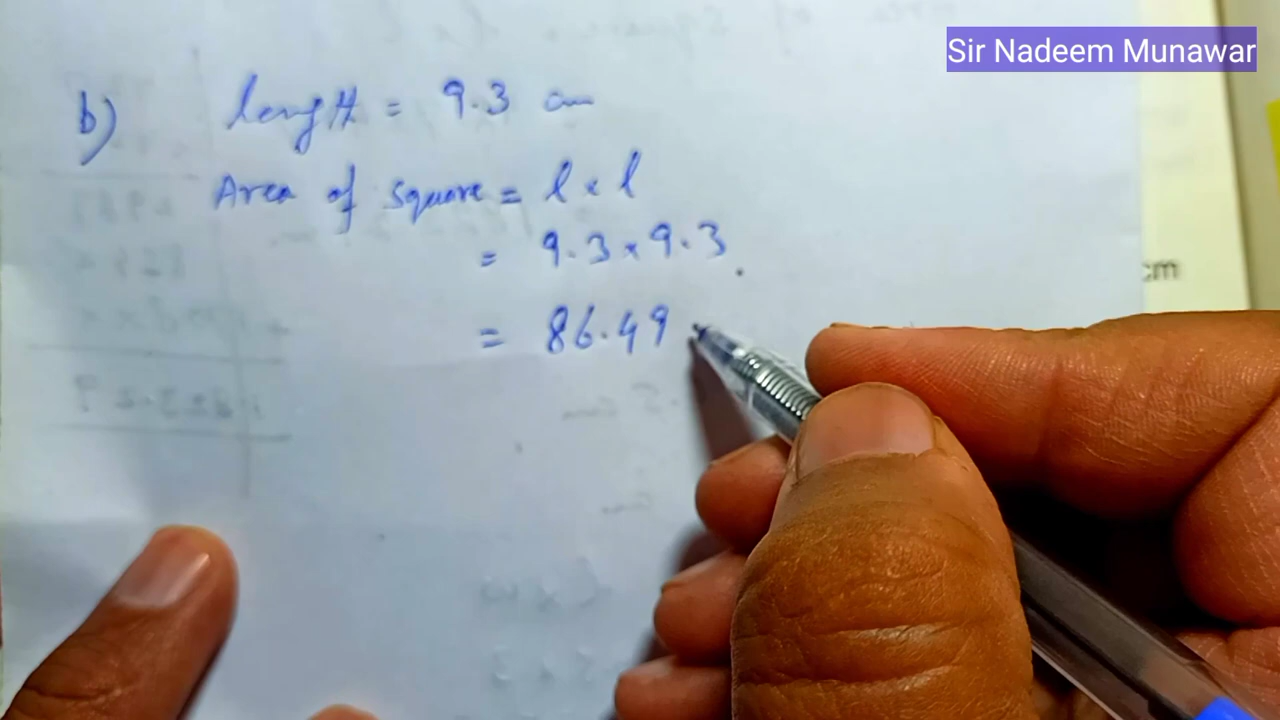 Sir Nadeem Munawar
b) length = 9.3 cm
Area of square = l × l
= 9.3 × 9.3
= 86.49
cm